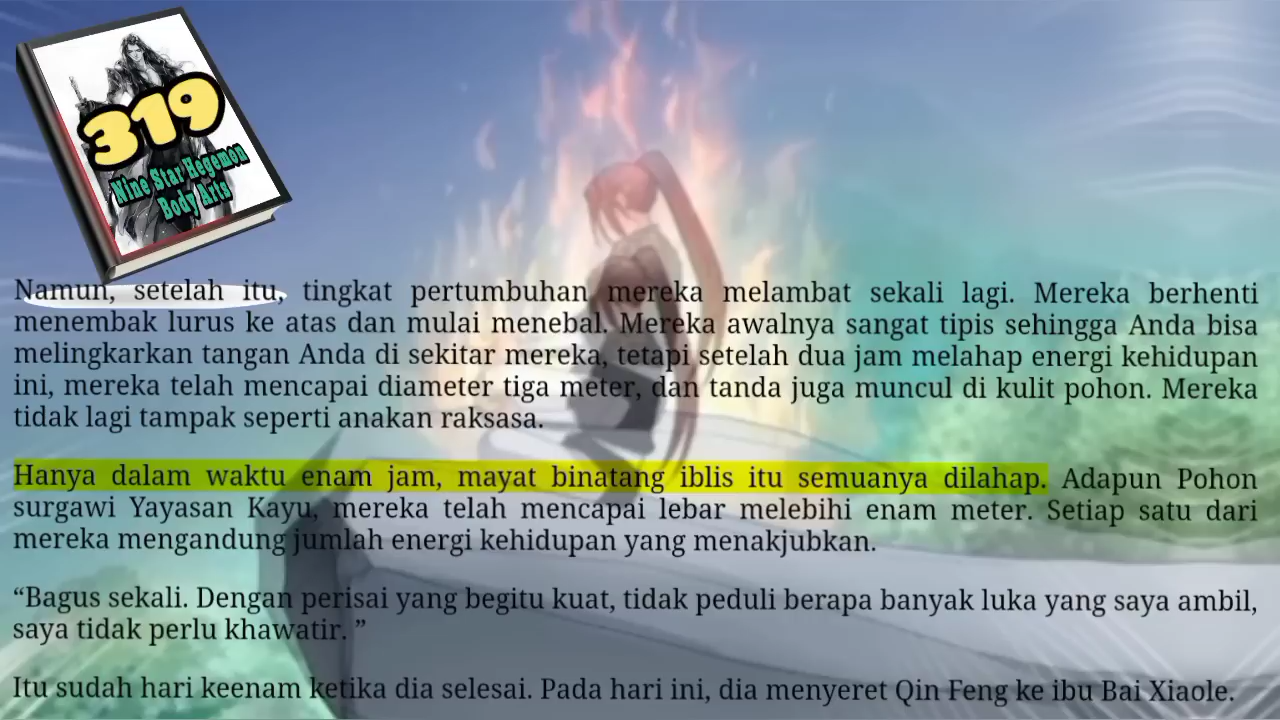 319
Nine Star Hegemon
Body Arts
Namun, setelah itu, tingkat pertumbuhan mereka melambat sekali lagi. Mereka berhenti
menembak lurus ke atas dan mulai menebal. Mereka awalnya sangat tipis sehingga Anda bisa
melingkarkan tangan Anda di sekitar mereka, tetapi setelah dua jam melahap energi kehidupan
ini, mereka telah mencapai diameter tiga meter, dan tanda juga muncul di kulit pohon. Mereka
tidak lagi tampak seperti anakan raksasa.
Hanya dalam waktu enam jam, mayat binatang iblis itu semuanya dilahap. Adapun Pohon
surgawi Yayasan Kayu, mereka telah mencapai lebar melebihi enam meter. Setiap satu dari
mereka mengandung jumlah energi kehidupan yang menakjubkan.
“Bagus sekali. Dengan perisai yang begitu kuat, tidak peduli berapa banyak luka yang saya ambil,
saya tidak perlu khawatir. ”
Itu sudah hari keenam ketika dia selesai. Pada hari ini, dia menyeret Qin Feng ke ibu Bai Xiaole.